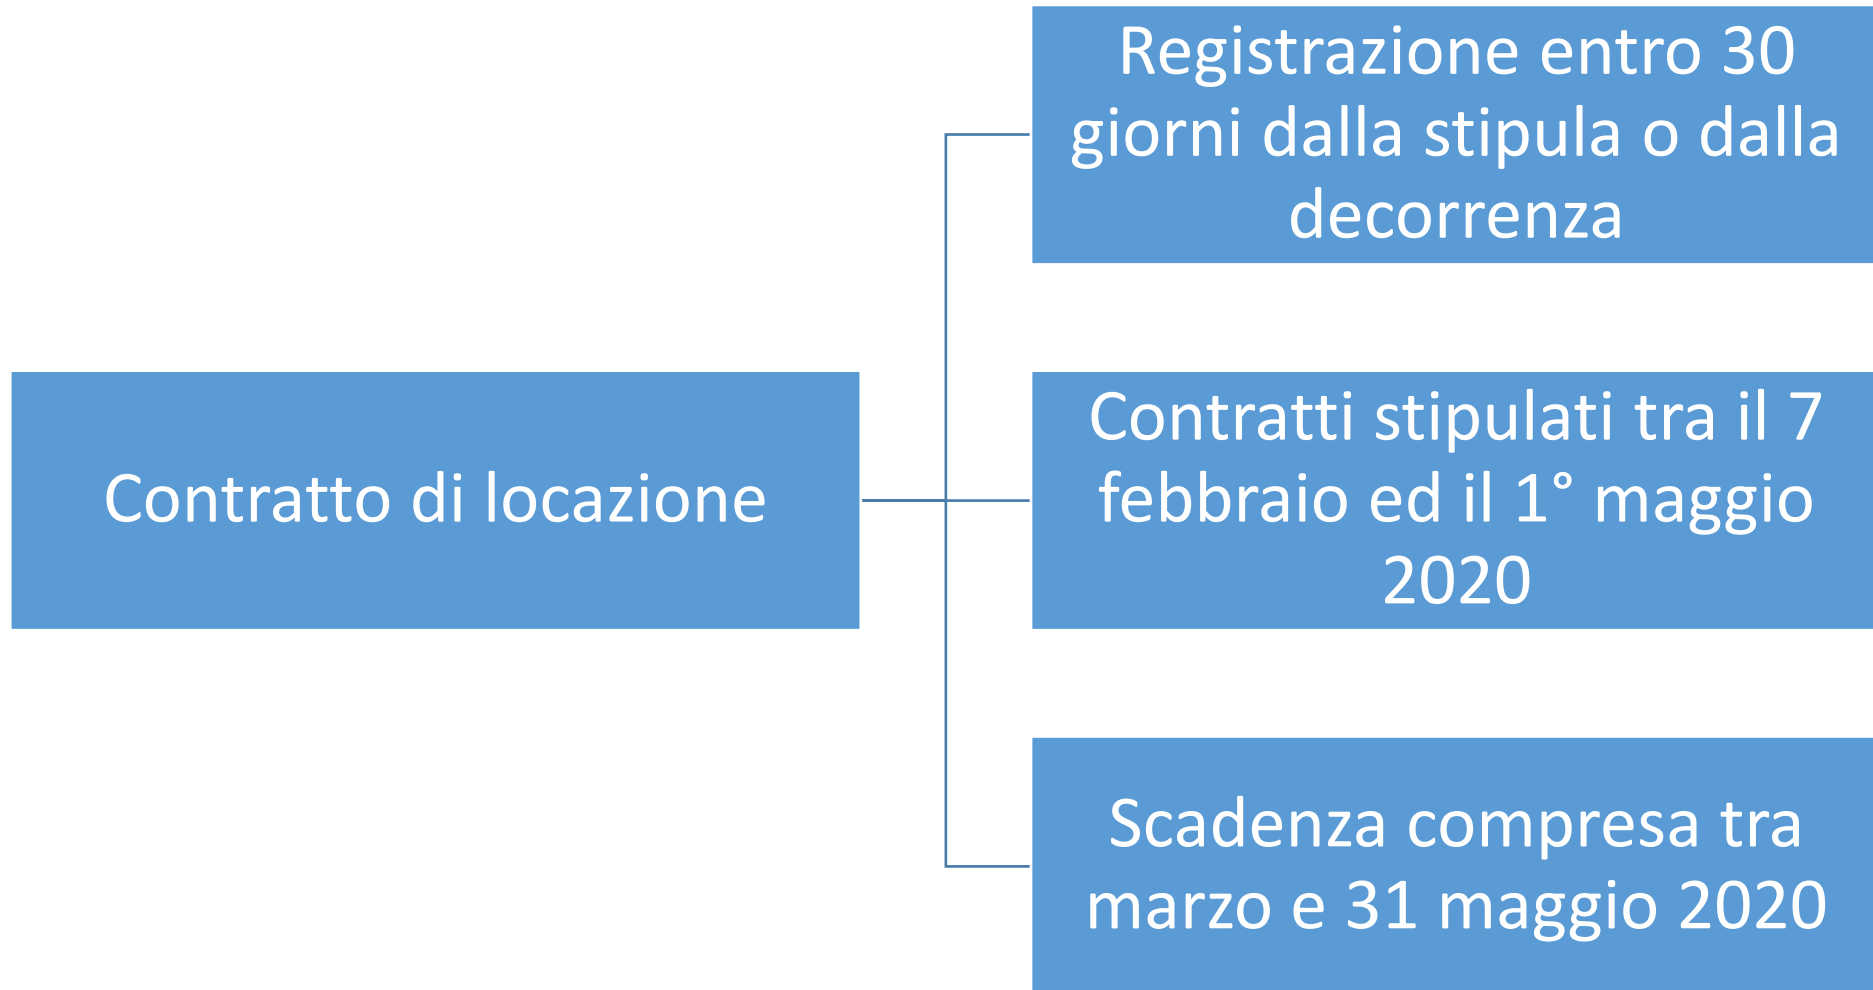 Registrazione entro 30
giorni dalla stipula o dalla
decorrenza
Contratto di locazione
Contratti stipulati tra il 7
febbraio ed il 1° maggio
2020
Scadenza compresa tra
marzo e 31 maggio 2020